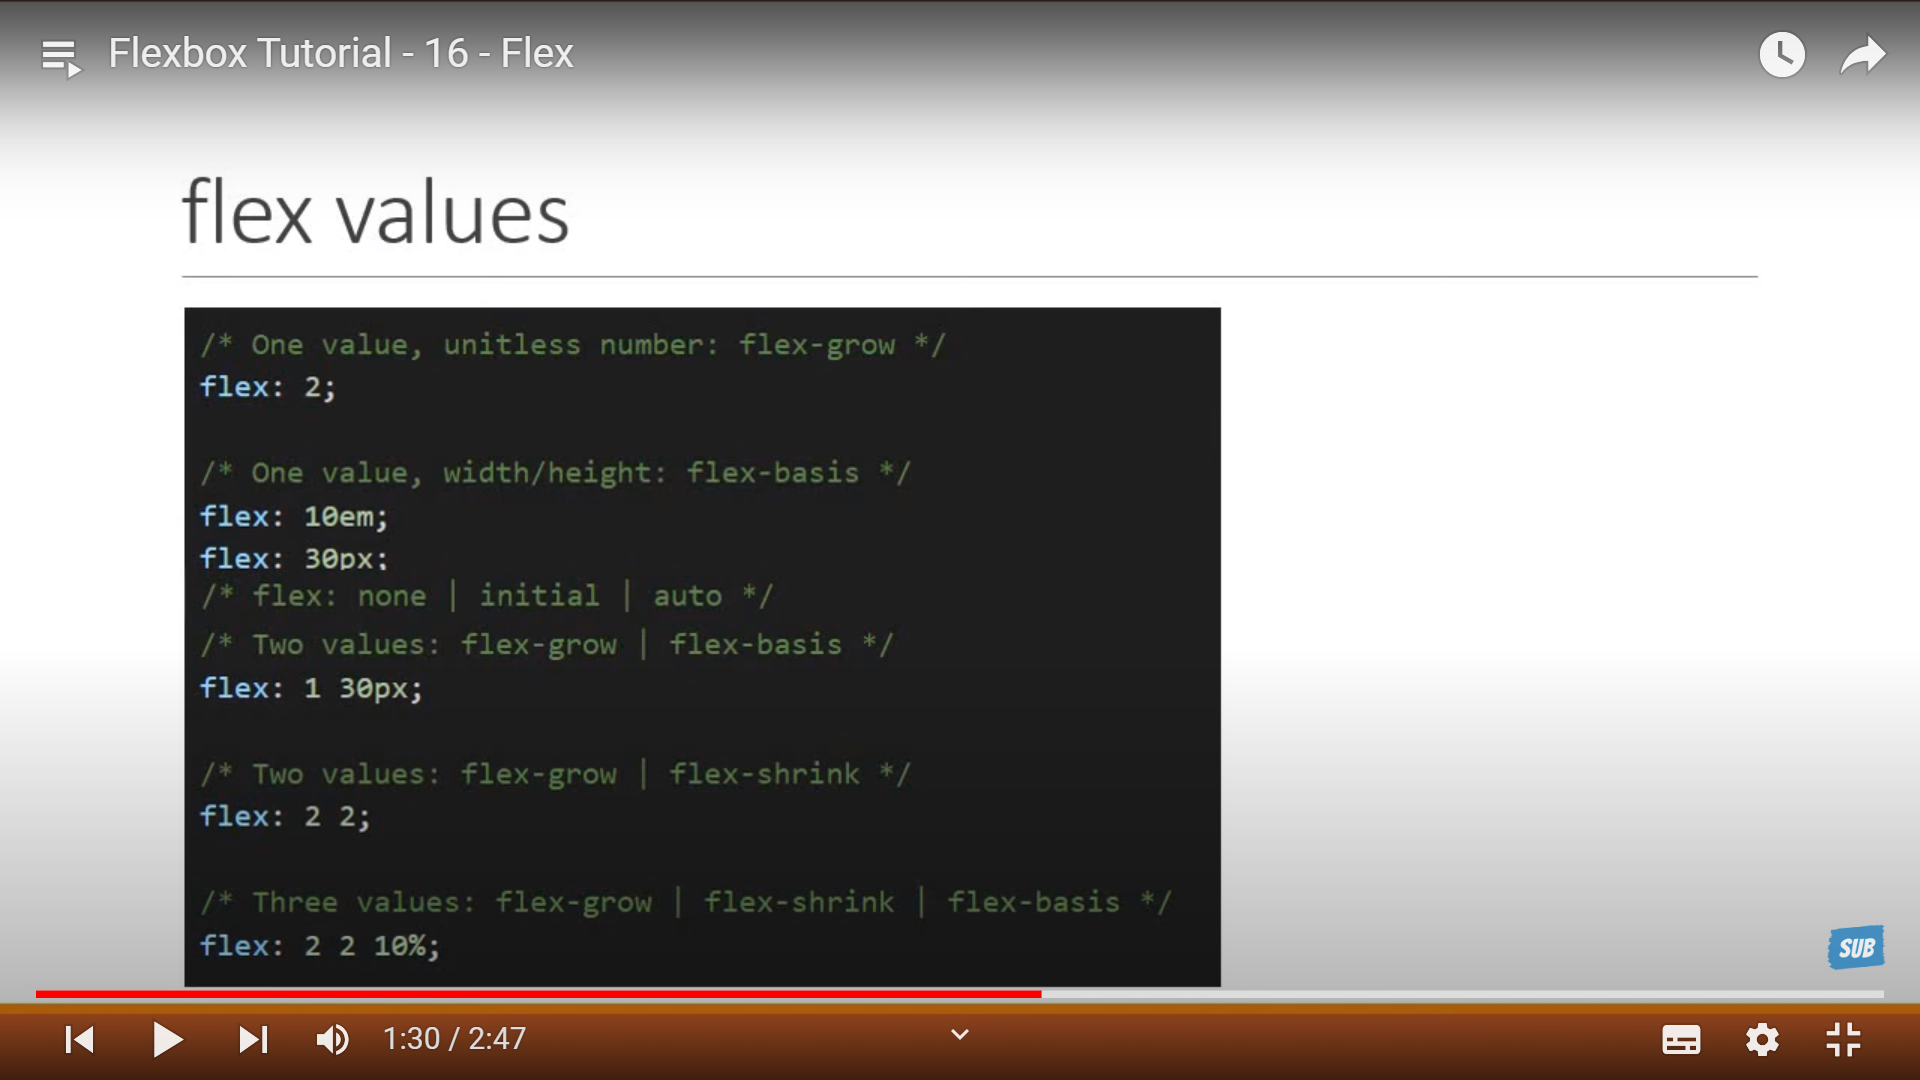 Flexbox Tutorial - 16 - Flex
flex values
/* One value, unitless number: flex-grow */
flex: 2;
/* One value, width/height: flex-basis */
flex: 10em;
flex: 30px;
/* flex: none | initial | auto */
/* Two values: flex-grow | flex-basis */
flex: 1 30px;
/* Two values: flex-grow | flex-shrink */
flex: 2 2;
/* Three values: flex-grow | flex-shrink | flex-basis */
flex: 2 2 10%;
SUB
1:30 / 2:47